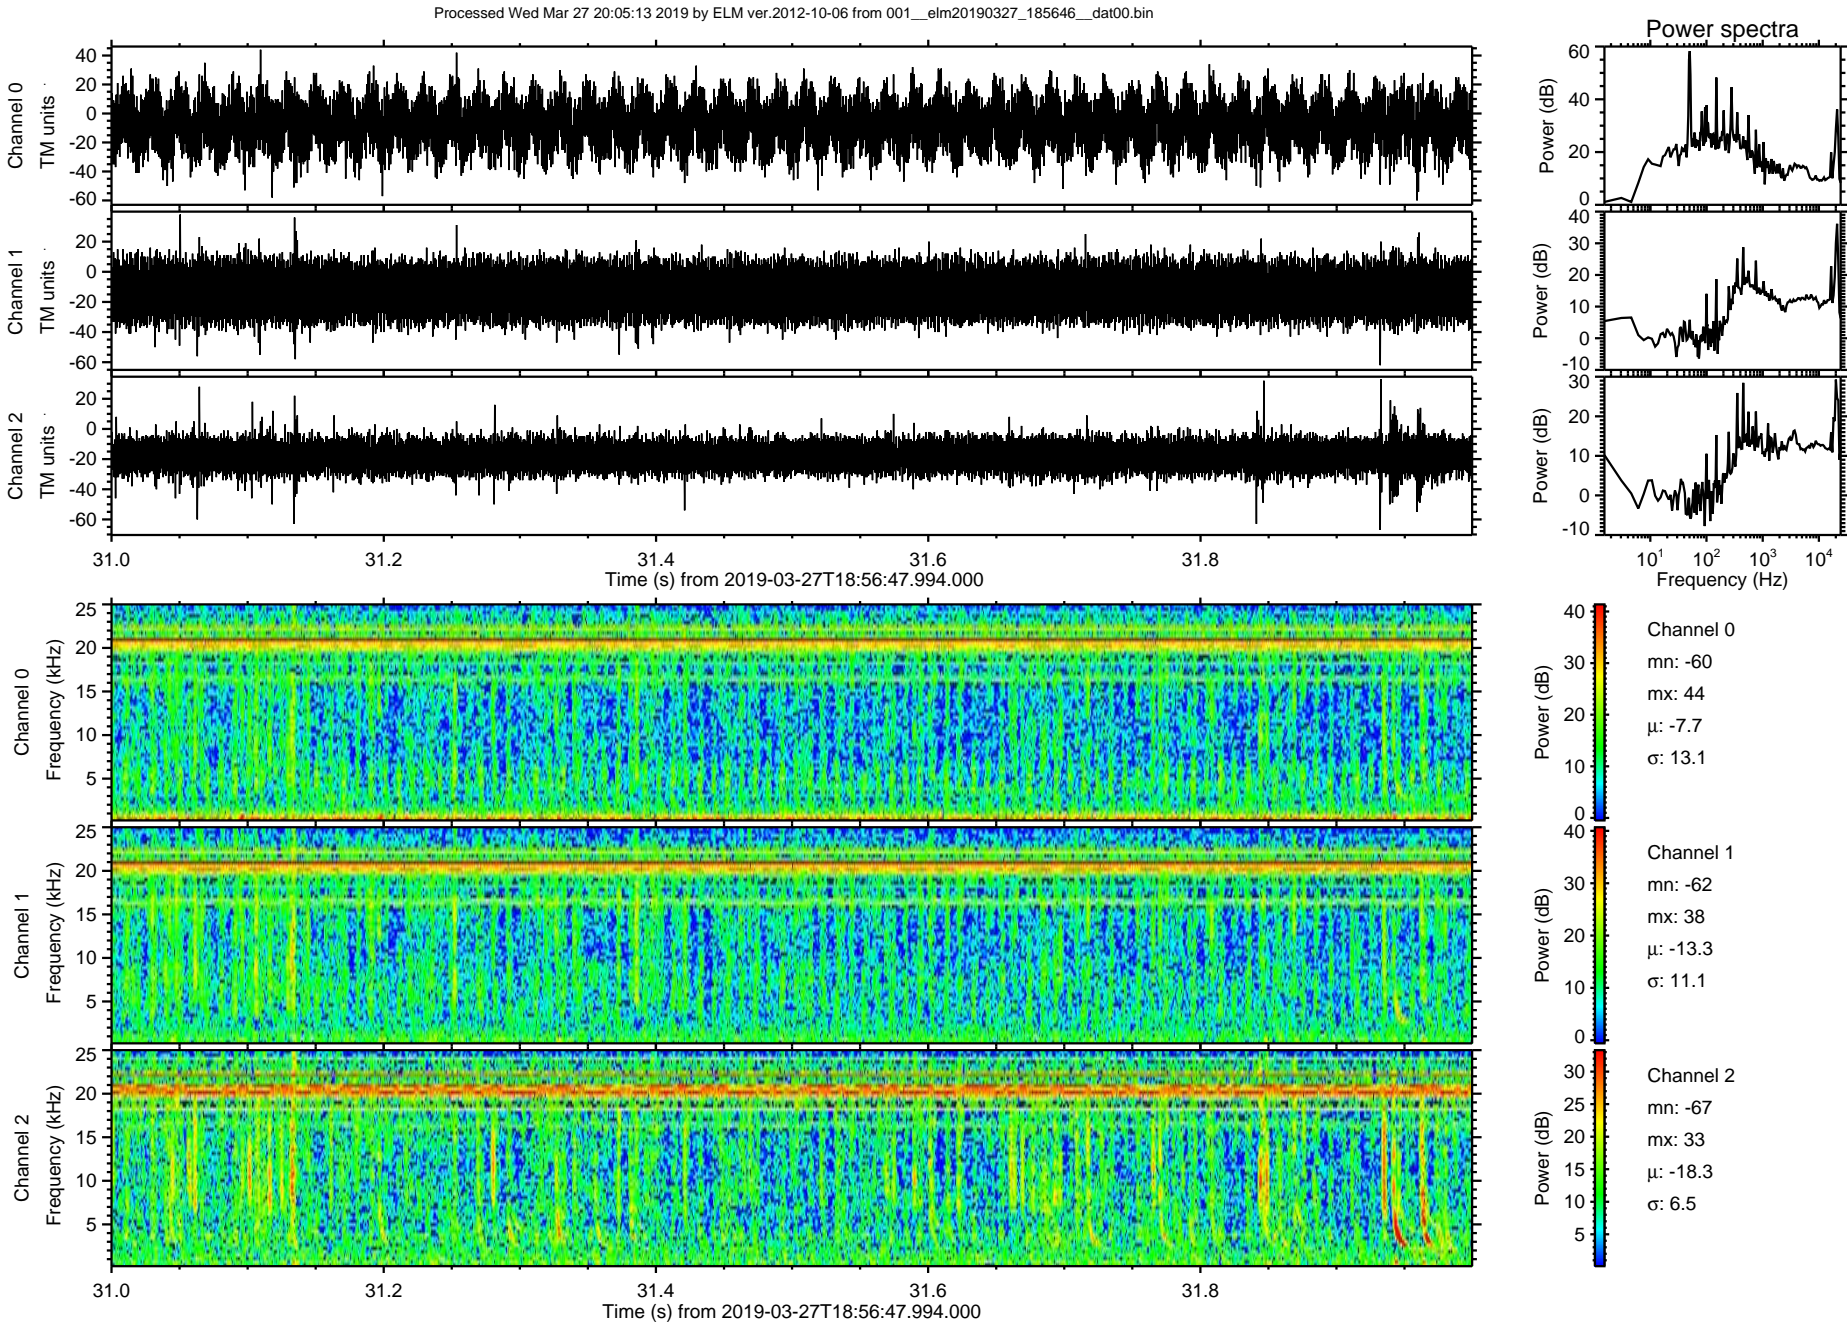 Processed Wed Mar 27 20:05:13 2019 by ELM ver.2012-10-06 from 001__elm20190327_185646__dat00.bin
Power spectra
Channel 0
TM units
40
20
0
-20
-40
-60
Power (dB)
60
40
20
0
Channel 1
TM units
20
0
-20
-40
-60
Power (dB)
40
30
20
10
0
-10
Channel 2
TM units
20
0
-20
-40
-60
Power (dB)
30
20
10
0
-10
31.0 31.2 31.4 31.6 31.8
Time (s) from 2019-03-27T18:56:47.994.000
10^1 10^2 10^3 10^4
Frequency (Hz)
Channel 0
Frequency (kHz)
25
20
15
10
5
Power (dB)
40
30
20
10
0
Channel 0
mn: -60
mx: 44
μ: -7.7
σ: 13.1
Channel 1
Frequency (kHz)
25
20
15
10
5
Power (dB)
40
30
20
10
0
Channel 1
mn: -62
mx: 38
μ: -13.3
σ: 11.1
Channel 2
Frequency (kHz)
25
20
15
10
5
Power (dB)
30
25
20
15
10
5
Channel 2
mn: -67
mx: 33
μ: -18.3
σ: 6.5
31.0 31.2 31.4 31.6 31.8
Time (s) from 2019-03-27T18:56:47.994.000